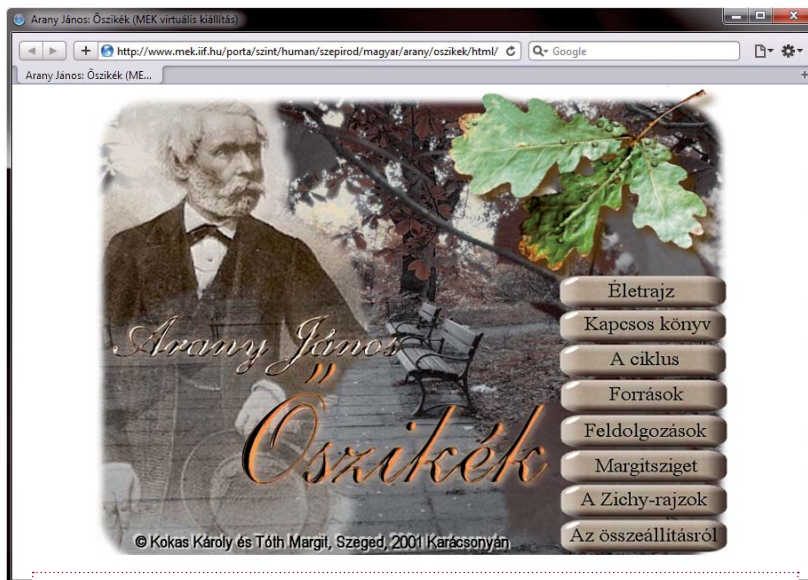 Arany János: Őszikék (MEK virtuális kiállítás)
http://www.mek.iif.hu/porta/szint/human/szepirod/magyar/arany/oszikek/html/
Google
Arany János: Őszikék (ME...
Arany János
Őszikék
Életrajz
Kapcsos könyv
A ciklus
Források
Feldolgozások
Margitsziget
A Zichy-rajzok
Az összeállításról
© Kokas Károly és Tóth Margit, Szeged, 2001 Karácsonyán